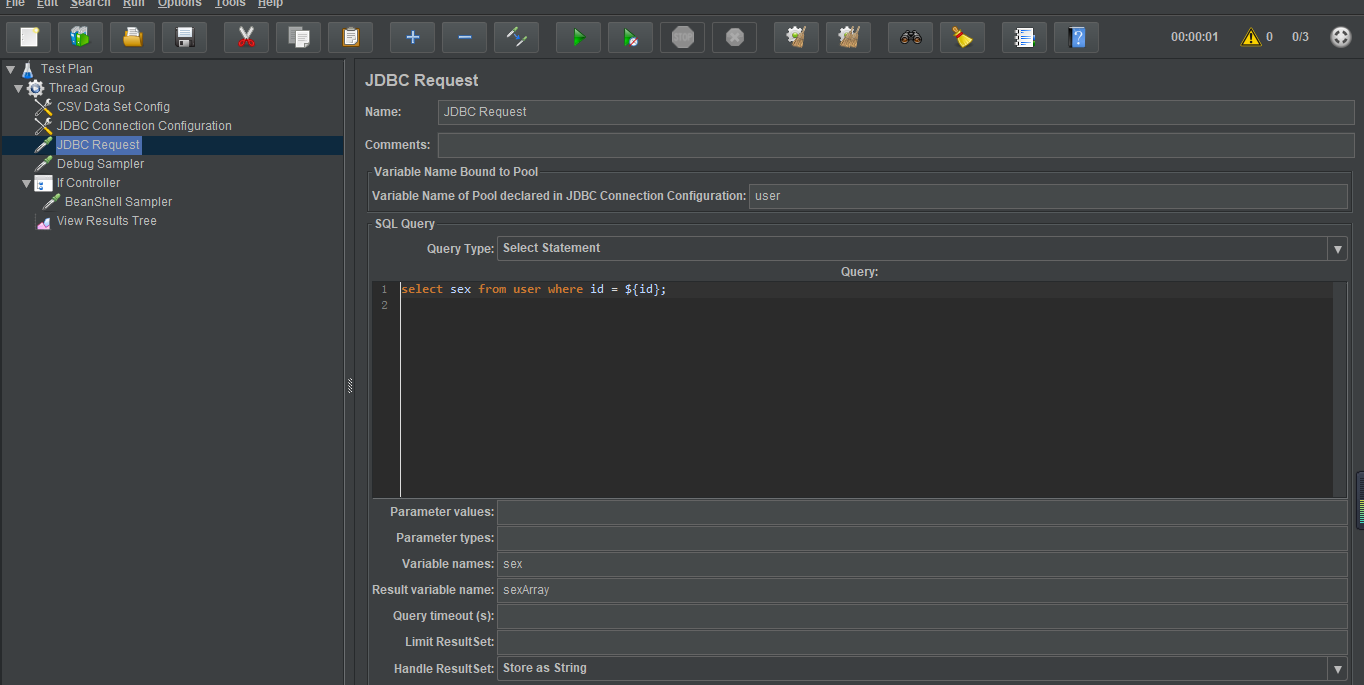 File Edit Search Run Options Tools Help
STOP
00:00:01 0 0/3
Test Plan
Thread Group
CSV Data Set Config
JDBC Connection Configuration
JDBC Request
Debug Sampler
If Controller
BeanShell Sampler
View Results Tree
JDBC Request
Name: JDBC Request
Comments:
Variable Name Bound to Pool
Variable Name of Pool declared in JDBC Connection Configuration: user
SQL Query
Query Type: Select Statement
Query:
1 select sex from user where id = ${id};
2
Parameter values:
Parameter types:
Variable names: sex
Result variable name: sexArray
Query timeout (s):
Limit ResultSet:
Handle ResultSet: Store as String